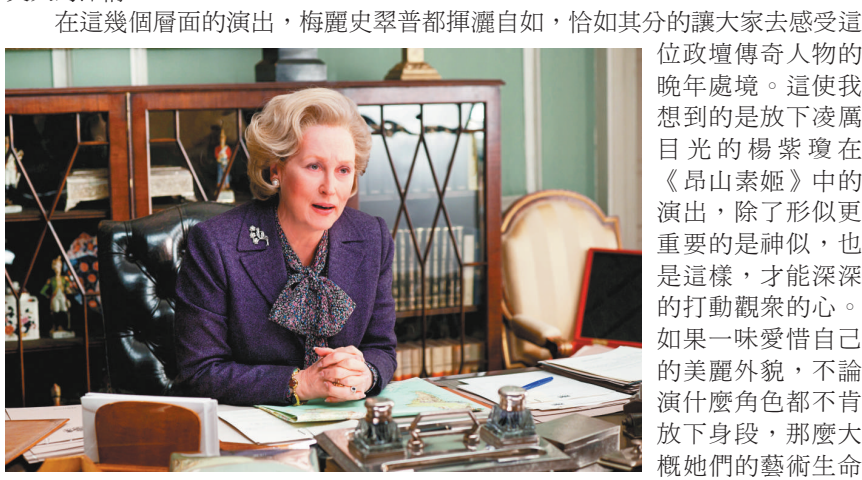 在這幾個層面的演出，梅麗史翠普都揮灑自如，恰如其分的讓大家去感受這
位政壇傳奇人物的
晚年處境。這使我
想到的是放下凌厲
目光的楊紫瓊在
《昂山素姬》中的
演出，除了形似更
重要的是神似，也
是這樣，才能深深
的打動觀衆的心。
如果一味愛惜自己
的美麗外貌，不論
演什麼角色都不肯
放下身段，那麼大
概她們的藝術生命